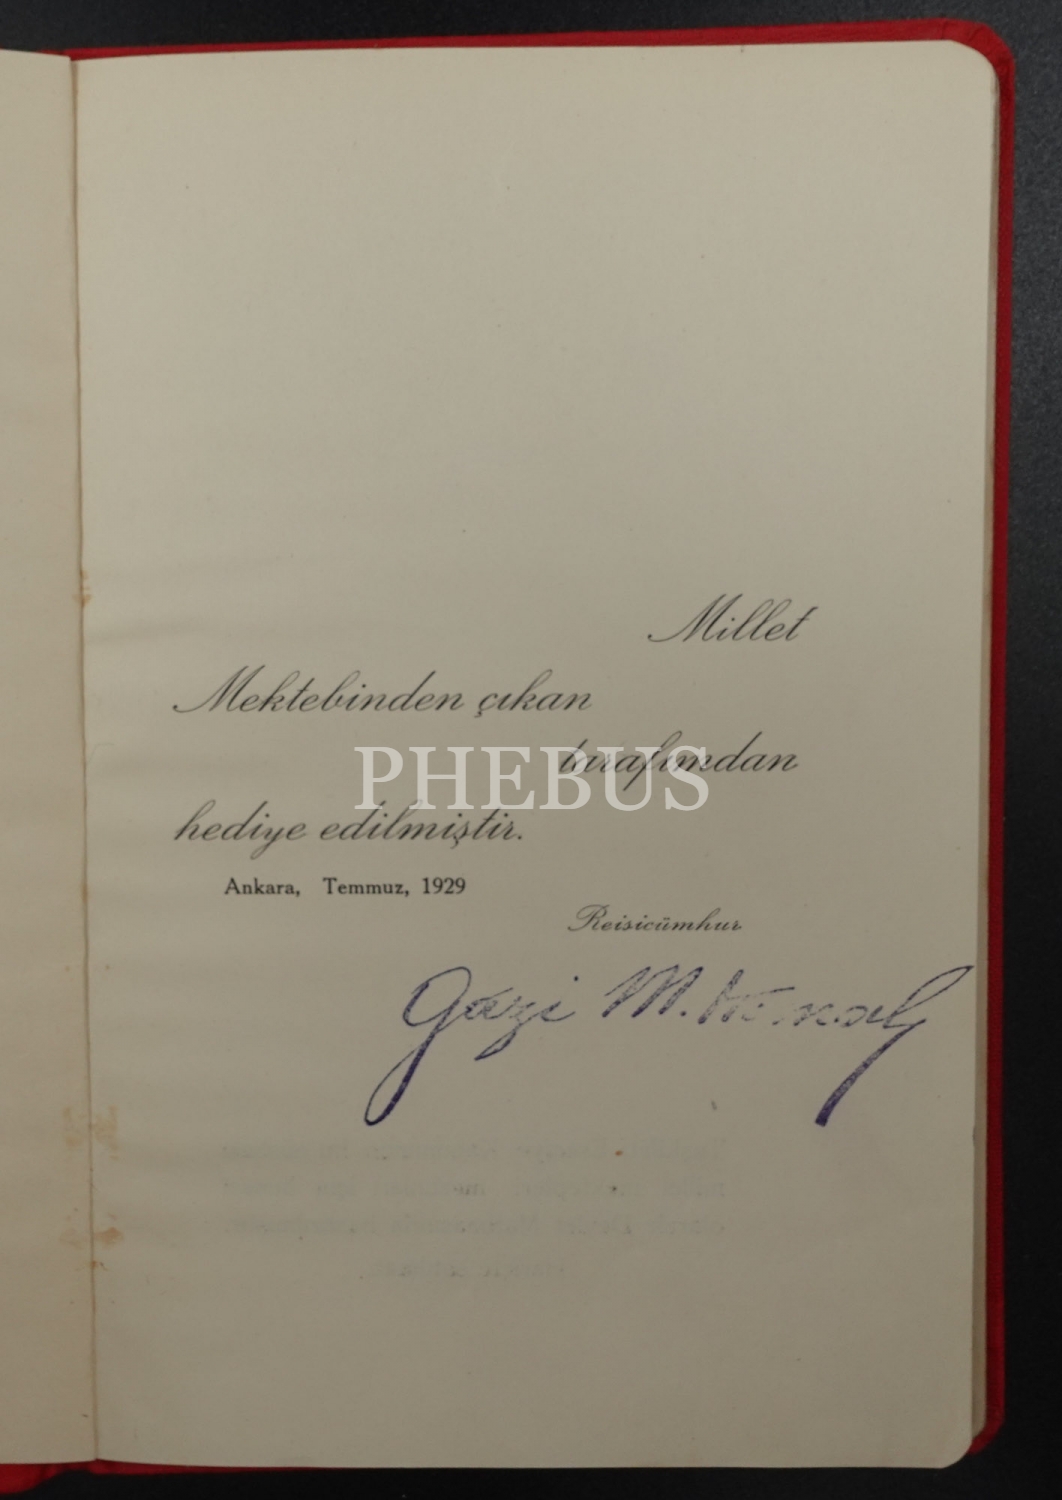 Millet
Mektebinden çıkan
tarafımdan
PHEBUS
hediye edilmiştir.
Ankara, Temmuz, 1929
Reisicümhur
Gazi M. Kemal